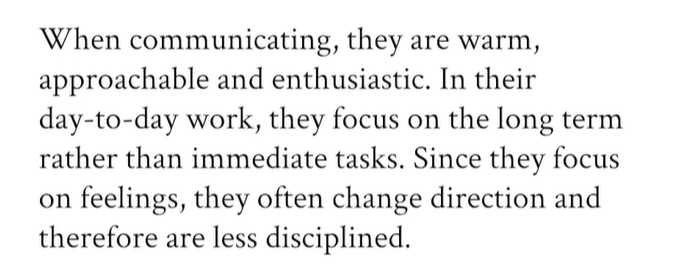 When communicating, they are warm,
approachable and enthusiastic. In their
day-to-day work, they focus on the long term
rather than immediate tasks. Since they focus
on feelings, they often change direction and
therefore are less disciplined.